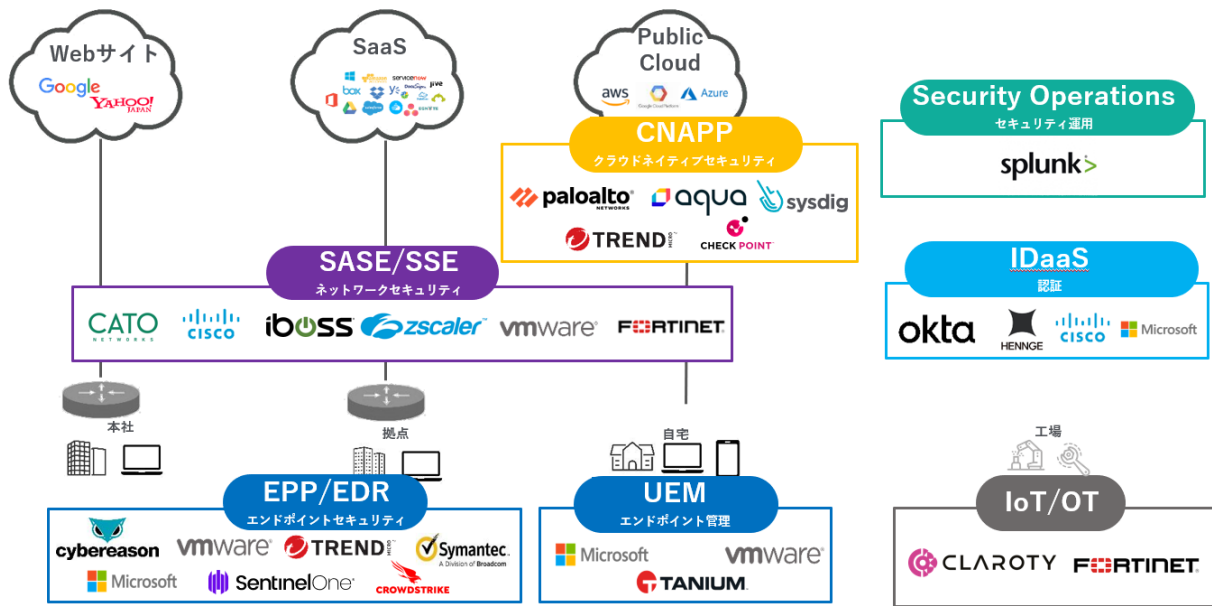 Webサイト
Google
YAHOO!
JAPAN
SaaS
servicenow
box
jive
Public
Cloud
aws
Google Cloud Platform
Azure
CNAPP
クラウドネイティブセキュリティ
paloalto
NETWORKS
aqua
sysdig
TREND
MICRO
CHECK POINT
Security Operations
セキュリティ運用
splunk>
SASE/SSE
ネットワークセキュリティ
CATO
NETWORKS
CISCO
iboss
zscaler
vmware
FORTINET
IDaaS
認証
okta
HENNGE
CISCO
Microsoft
本社
拠点
自宅
工場
EPP/EDR
エンドポイントセキュリティ
cybereason
vmware
TREND
MICRO
Symantec
A Division of Broadcom
Microsoft
SentinelOne
CROWDSTRIKE
UEM
エンドポイント管理
Microsoft
vmware
TANIUM
IoT/OT
CLAROTY
FORTINET